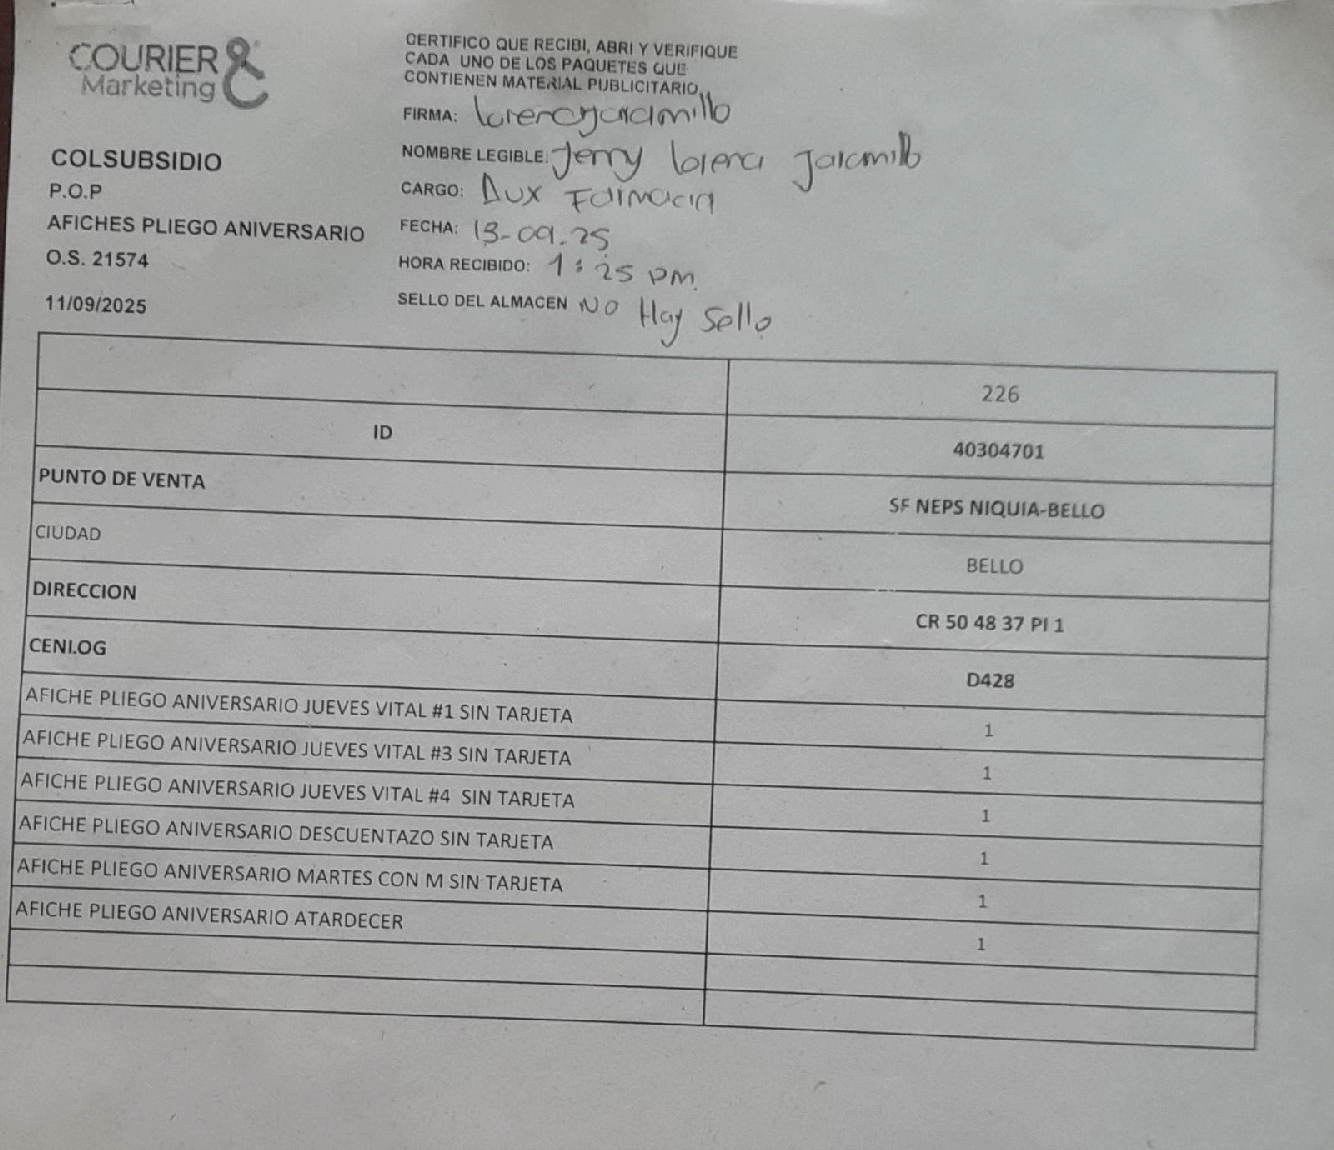 COURIER &
Marketing
CERTIFICO QUE RECIBI, ABRI Y VERIFIQUE
CADA UNO DE LOS PAQUETES QUE
CONTIENEN MATERIAL PUBLICITARIO.
FIRMA: lorenajaramillo
NOMBRE LEGIBLE: Jerry lorena Jaramillo
CARGO: Aux Farmacia
FECHA: 13-09.25
HORA RECIBIDO: 1:25 pm.
SELLO DEL ALMACEN NO Hay Sello
COLSUBSIDIO
P.O.P
AFICHES PLIEGO ANIVERSARIO
O.S. 21574
11/09/2025
226
ID 40304701
PUNTO DE VENTA SF NEPS NIQUIA-BELLO
CIUDAD BELLO
DIRECCION CR 50 48 37 PI 1
CENLOG D428
AFICHE PLIEGO ANIVERSARIO JUEVES VITAL #1 SIN TARJETA 1
AFICHE PLIEGO ANIVERSARIO JUEVES VITAL #3 SIN TARJETA 1
AFICHE PLIEGO ANIVERSARIO JUEVES VITAL #4 SIN TARJETA 1
AFICHE PLIEGO ANIVERSARIO DESCUENTAZO SIN TARJETA 1
AFICHE PLIEGO ANIVERSARIO MARTES CON M SIN TARJETA 1
AFICHE PLIEGO ANIVERSARIO ATARDECER 1